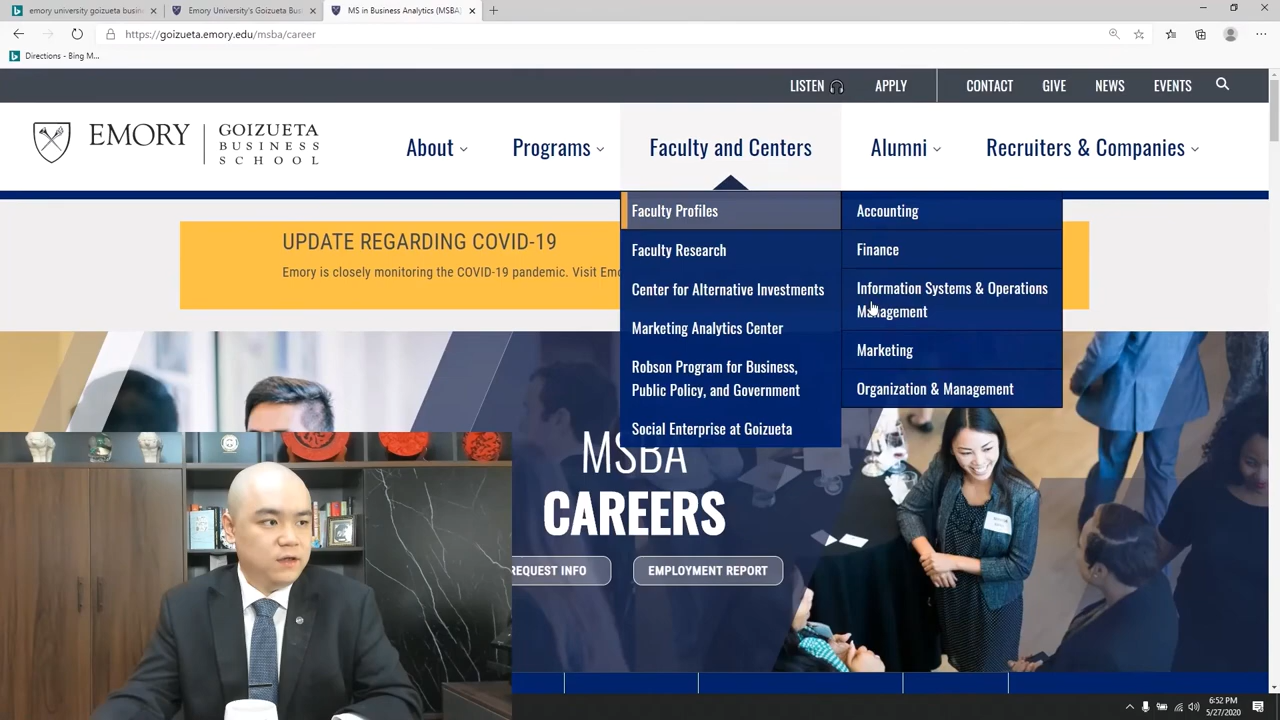 emory university goizueta busin
Emory University's Goizueta Bus
MS in Business Analytics (MSBA)
https://goizueta.emory.edu/msba/career
Directions - Bing M...
LISTEN
APPLY
CONTACT
GIVE
NEWS
EVENTS
EMORY
GOIZUETA
BUSINESS
SCHOOL
About
Programs
Faculty and Centers
Alumni
Recruiters & Companies
Faculty Profiles
Faculty Research
Center for Alternative Investments
Marketing Analytics Center
Robson Program for Business,
Public Policy, and Government
Social Enterprise at Goizueta
Accounting
Finance
Information Systems & Operations
Management
Marketing
Organization & Management
UPDATE REGARDING COVID-19
Emory is closely monitoring the COVID-19 pandemic. Visit Emo
MSBA
CAREERS
REQUEST INFO
EMPLOYMENT REPORT
6:52 PM
5/27/2020